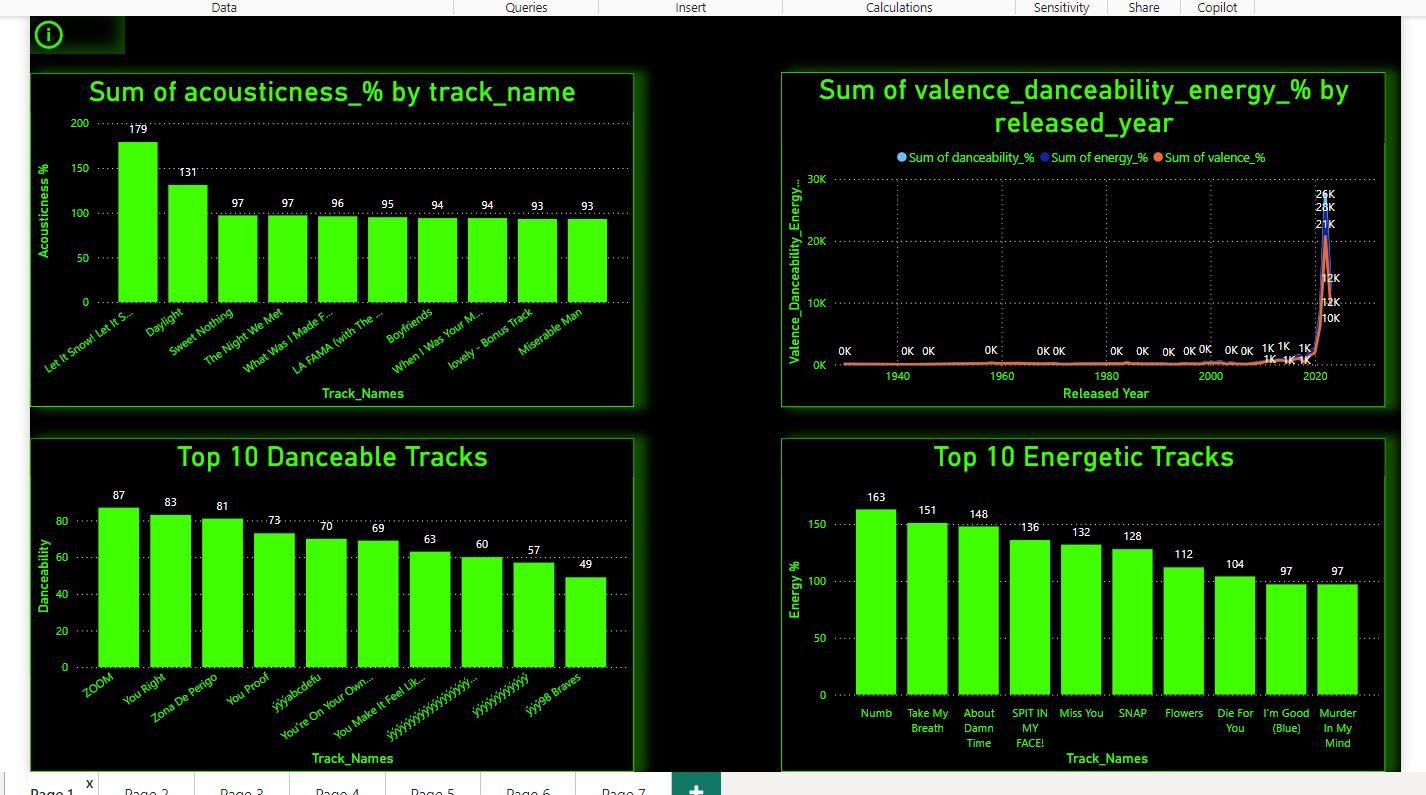 Data Queries Insert Calculations Sensitivity Share Copilot
Sum of acousticness_% by track_name
200
150
100
50
0
Acousticness %
179 131 97 97 96 95 94 94 93 93
Let It Snow! Let It S...
Daylight
Sweet Nothing
The Night We Met
What Was I Made F...
LA FAMA (with The ...
Boyfriends
When I Was Your M...
lovely - Bonus Track
Miserable Man
Track_Names
Sum of valence_danceability_energy_% by
released_year
Sum of danceability_% Sum of energy_% Sum of valence_%
30K
20K
10K
0K
Valence_Danceability_Energy...
26K
28K
21K
12K
12K
10K
0K 0K 0K 0K 0K 0K 0K 0K 0K 0K 0K 0K 0K 1K 1K 1K
1K 1K 1K
1940 1960 1980 2000 2020
Released Year
Top 10 Danceable Tracks
80
60
40
20
0
Danceability
87 83 81 73 70 69 63 60 57 49
ZOOM
You Right
Zona De Perigo
You Proof
ýýýabcdefu
You're On Your Own...
You Make It Feel Lik...
ýýý98 Braves
Track_Names
Top 10 Energetic Tracks
150
100
50
0
Energy %
163 151 148 136 132 128 112 104 97 97
Numb
Take My
Breath
About
Damn
Time
SPIT IN
MY
FACE!
Miss You
SNAP
Flowers
Die For
You
I'm Good
(Blue)
Murder
In My
Mind
Track_Names
Page 1 X Page 2 Page 3 Page 4 Page 5 Page 6 Page 7 +